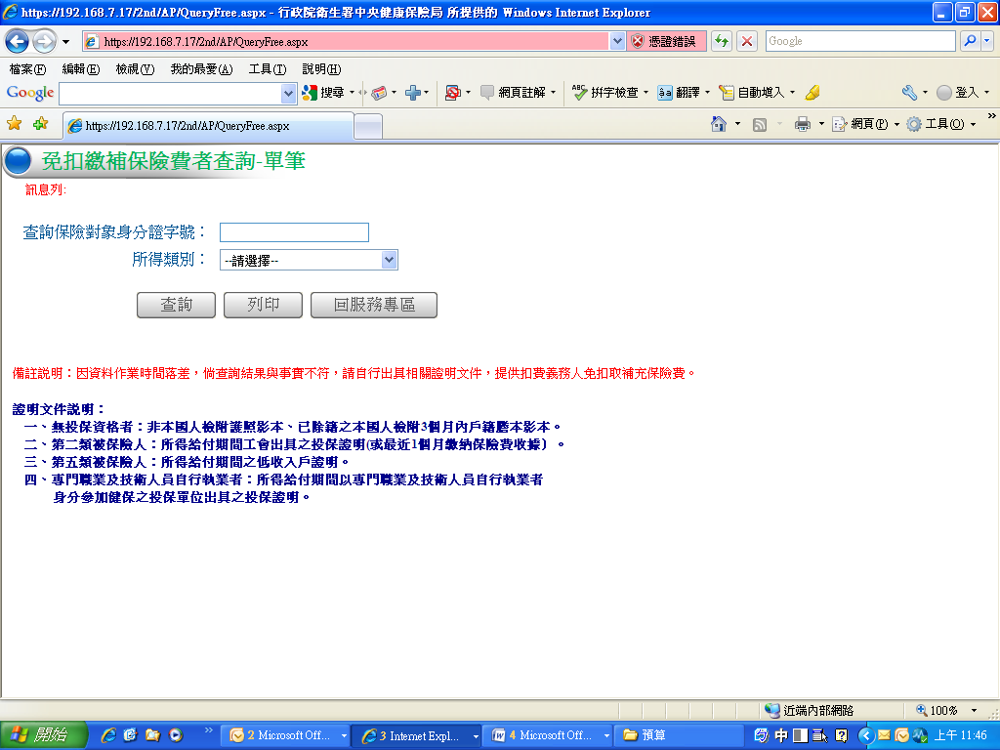 https://192.168.7.17/2nd/AP/QueryFree.aspx - 行政院衛生署中央健康保險局 所提供的 Windows Internet Explorer
https://192.168.7.17/2nd/AP/QueryFree.aspx 憑證錯誤 Google
檔案(F) 編輯(E) 檢視(V) 我的最愛(A) 工具(T) 說明(H)
Google 搜尋 網頁註解 ABC 拼字檢查 aあ 翻譯 自動填入 登入
https://192.168.7.17/2nd/AP/QueryFree.aspx 網頁(P) 工具(O)
免扣繳補保險費者查詢-單筆
訊息列:
查詢保險對象身分證字號：
所得類別： --請選擇--
查詢 列印 回服務專區
備註說明：因資料作業時間落差，倘查詢結果與事實不符，請自行出具相關證明文件，提供扣費義務人免扣取補充保險費。
證明文件說明：
一、無投保資格者：非本國人檢附護照影本、已除籍之本國人檢附3個月內戶籍謄本影本。
二、第二類被保險人：所得給付期間工會出具之投保證明(或最近1個月繳納保險費收據）。
三、第五類被保險人：所得給付期間之低收入戶證明。
四、專門職業及技術人員自行執業者：所得給付期間以專門職業及技術人員自行執業者
身分參加健保之投保單位出具之投保證明。
近端內部網路 100%
開始 2 Microsoft Off... 3 Internet Expl... 4 Microsoft Off... 預算 中 上午 11:46